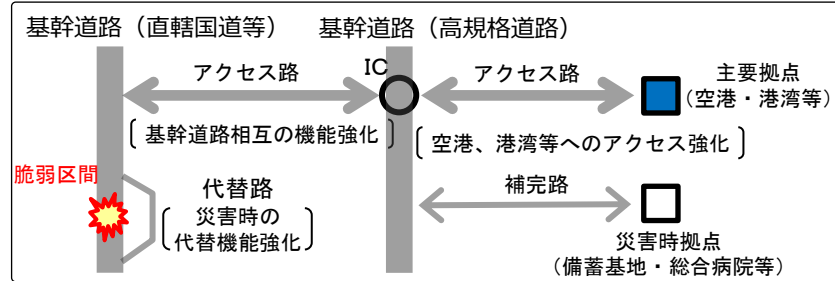 基幹道路（直轄国道等）
基幹道路（高規格道路）
アクセス路
IC
アクセス路
主要拠点
（空港・港湾等）
基幹道路相互の機能強化
空港、港湾等へのアクセス強化
脆弱区間
代替路
災害時の
代替機能強化
補完路
災害時拠点
（備蓄基地・総合病院等）